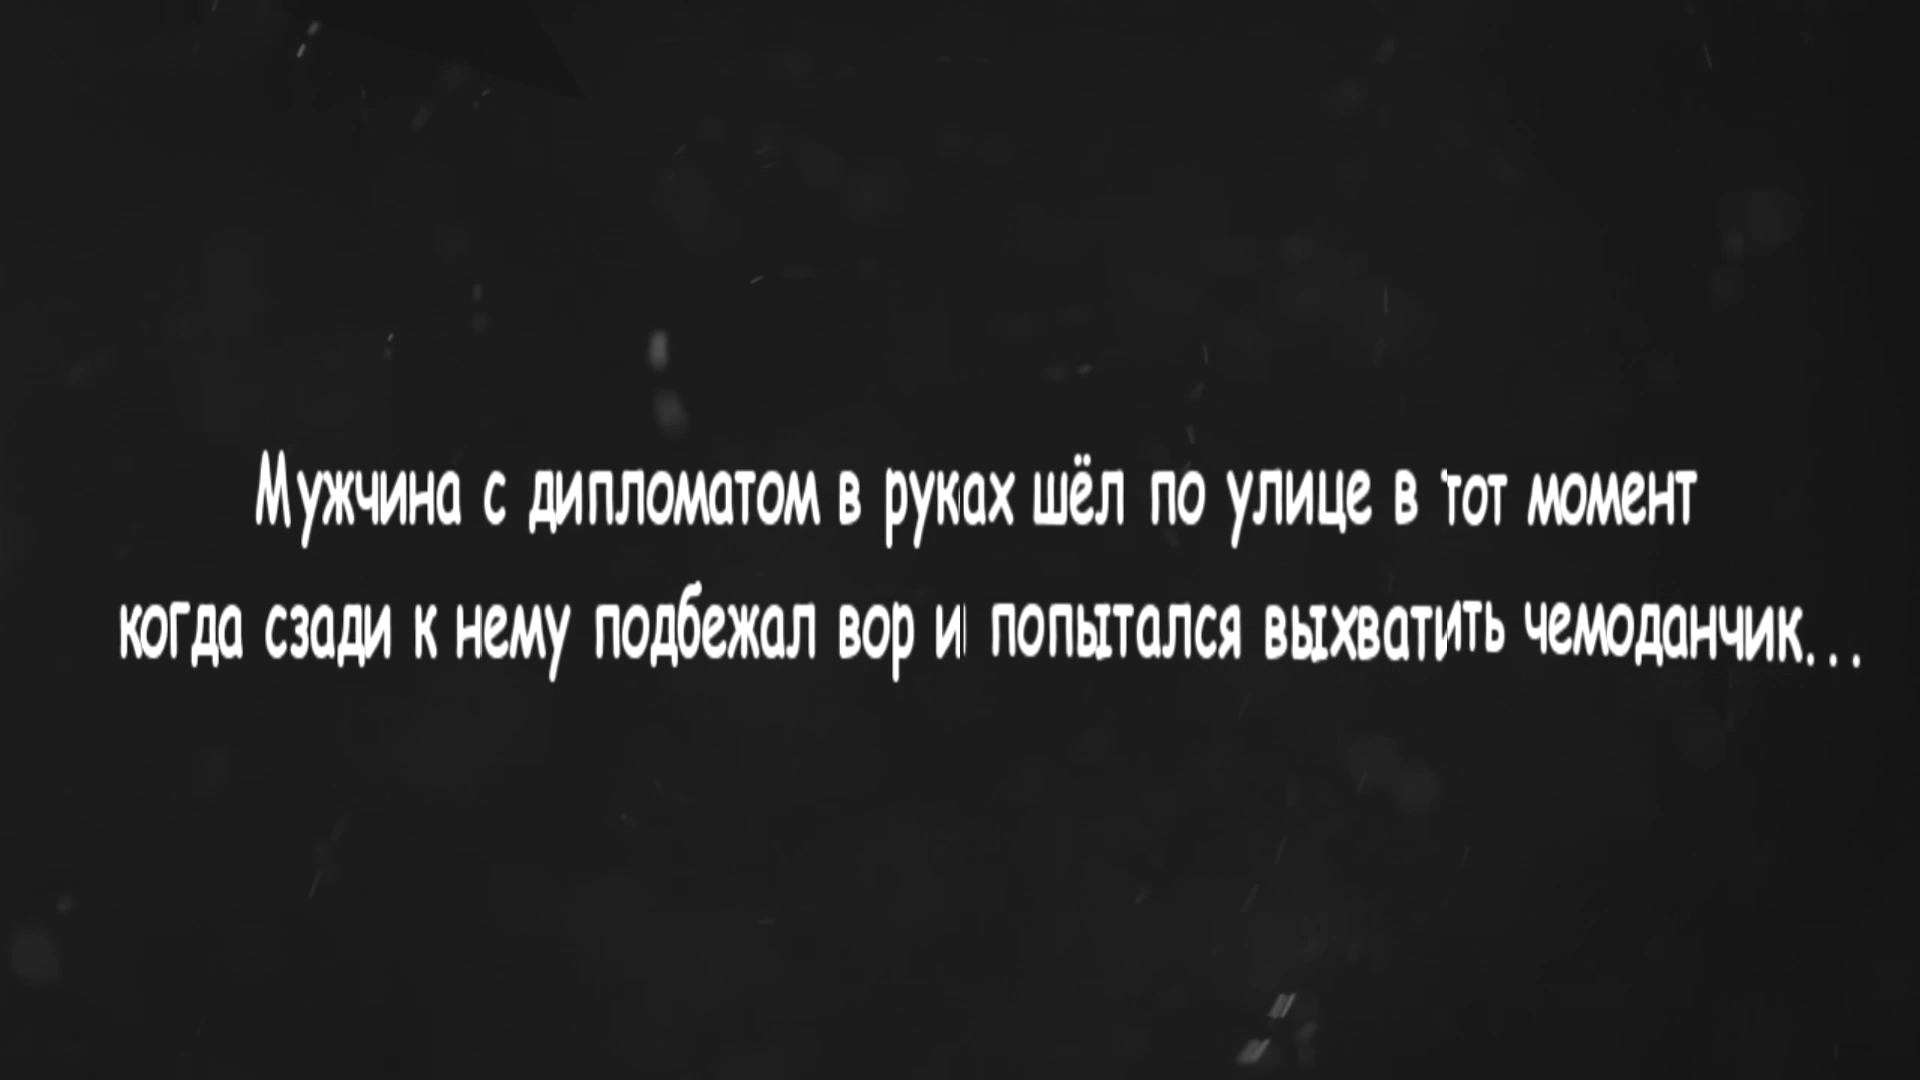 Мужчина с дипломатом в руках шёл по улице в тот момент
когда сзади к нему подбежал вор и попытался выхватить чемоданчик...